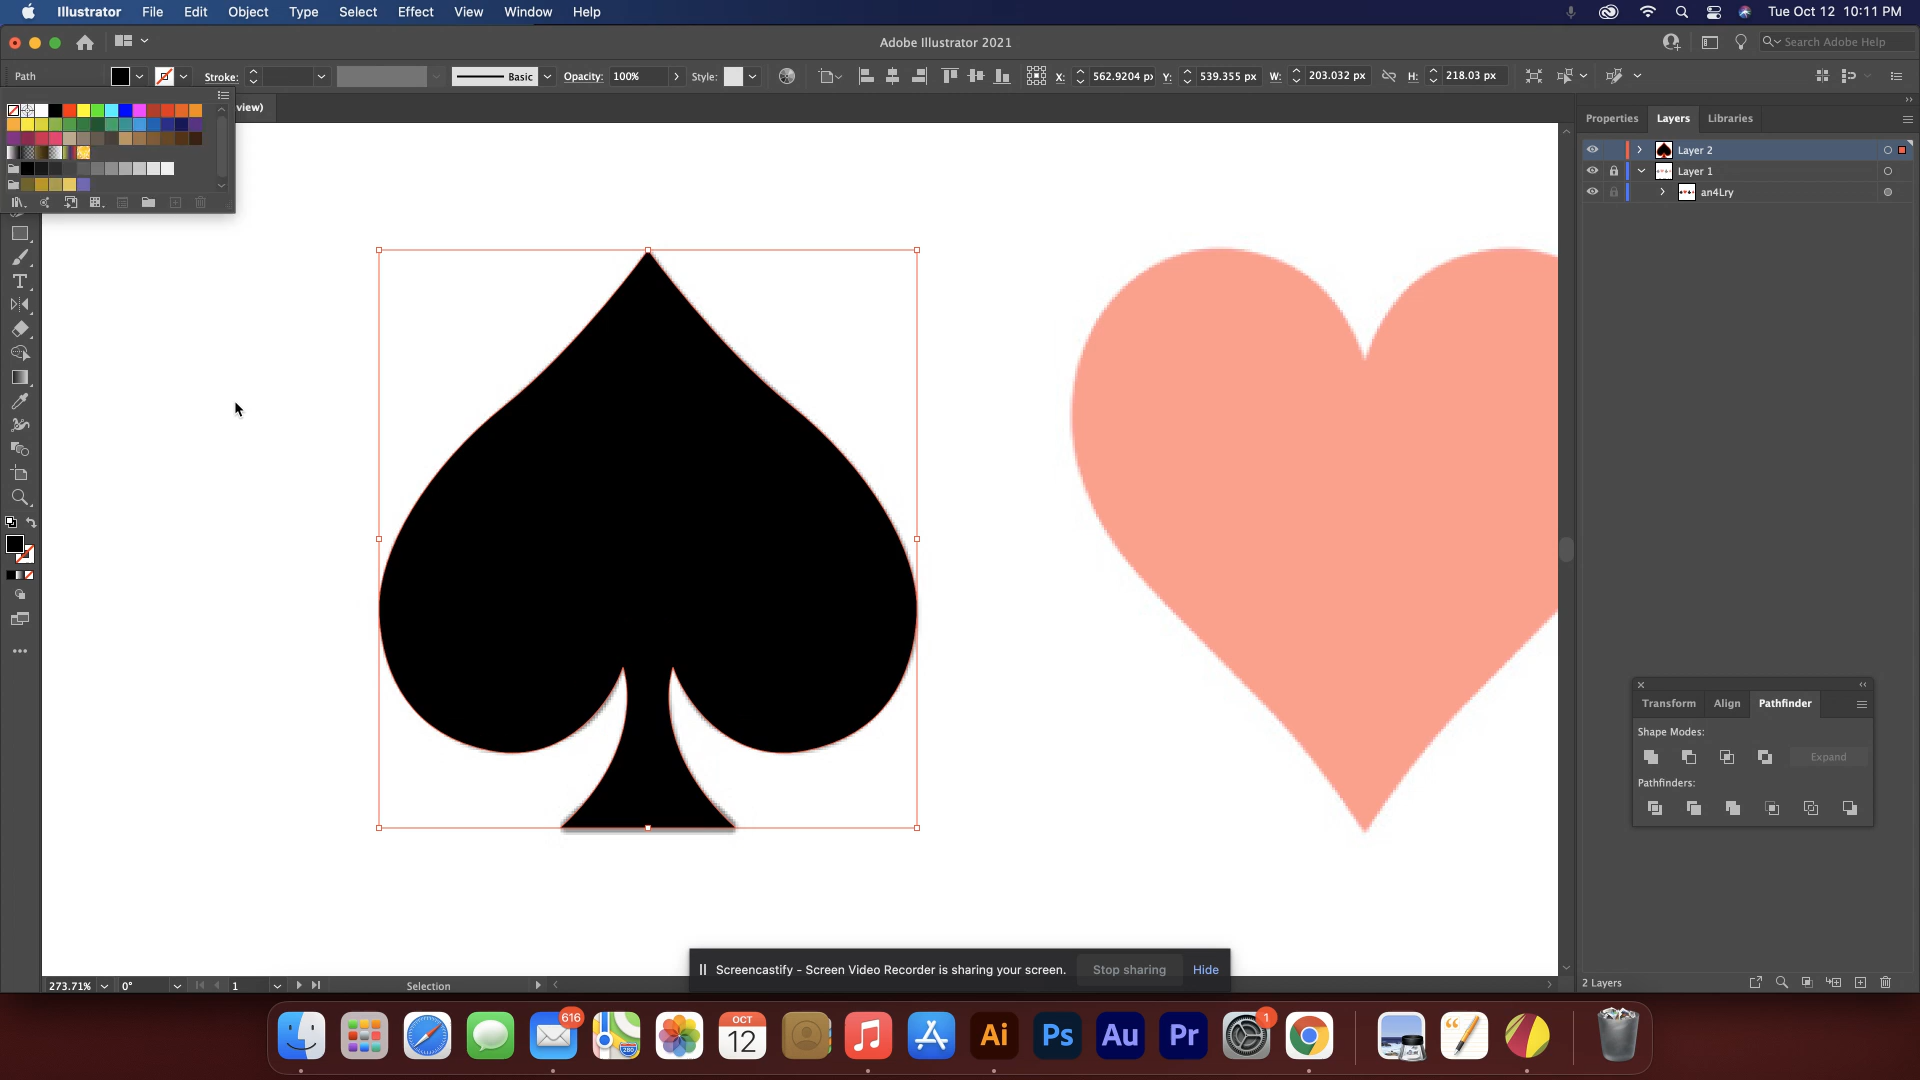 Illustrator File Edit Object Type Select Effect View Window Help Tue Oct 12 10:11 PM
Adobe Illustrator 2021 Search Adobe Help
Path Stroke: Basic Opacity: 100% Style: X: 562.9204 px Y: 539.355 px W: 203.032 px H: 218.03 px
view)
Properties Layers Libraries
Layer 2
Layer 1
an4Lry
Transform Align Pathfinder
Shape Modes:
Expand
Pathfinders:
Screencastify - Screen Video Recorder is sharing your screen. Stop sharing Hide
273.71% 0° 1 Selection 2 Layers
616
OCT
12
280
Ai Ps Au Pr
1